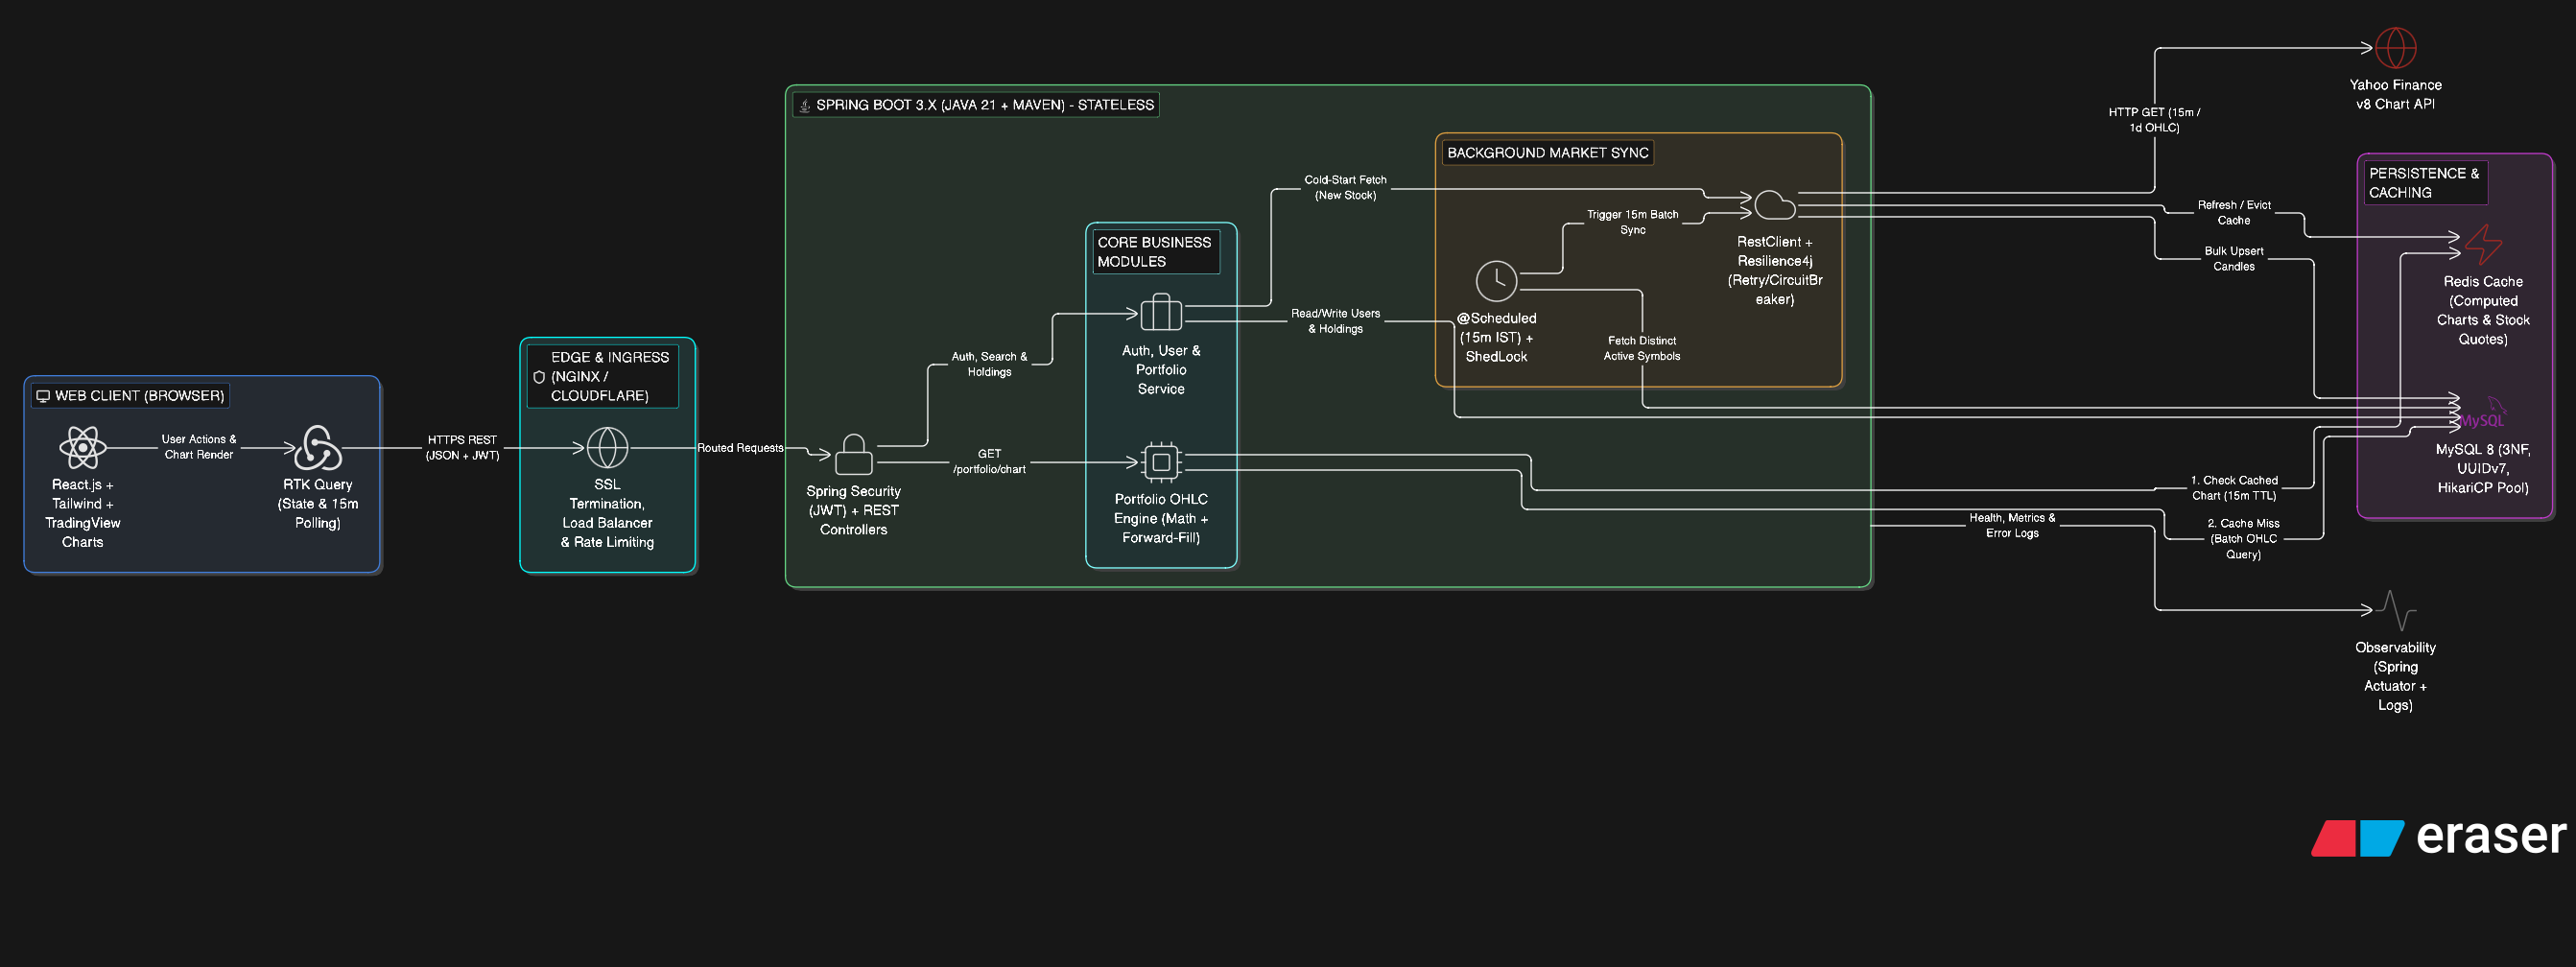 WEB CLIENT (BROWSER)
React.js +
Tailwind +
TradingView
Charts
User Actions &
Chart Render
RTK Query
(State & 15m
Polling)
HTTPS REST
(JSON + JWT)
EDGE & INGRESS
(NGINX /
CLOUDFLARE)
SSL
Termination,
Load Balancer
& Rate Limiting
Routed Requests
SPRING BOOT 3.X (JAVA 21 + MAVEN) - STATELESS
Spring Security
(JWT) + REST
Controllers
Auth, Search &
Holdings
GET
/portfolio/chart
CORE BUSINESS
MODULES
Auth, User &
Portfolio
Service
Portfolio OHLC
Engine (Math +
Forward-Fill)
Cold-Start Fetch
(New Stock)
Read/Write Users
& Holdings
BACKGROUND MARKET SYNC
@Scheduled
(15m IST) +
ShedLock
Trigger 15m Batch
Sync
Fetch Distinct
Active Symbols
RestClient +
Resilience4j
(Retry/CircuitBr
eaker)
HTTP GET (15m /
1d OHLC)
Yahoo Finance
v8 Chart API
Refresh / Evict
Cache
Bulk Upsert
Candles
PERSISTENCE &
CACHING
Redis Cache
(Computed
Charts & Stock
Quotes)
MySQL
MySQL 8 (3NF,
UUIDv7,
HikariCP Pool)
1. Check Cached
Chart (15m TTL)
2. Cache Miss
(Batch OHLC
Query)
Health, Metrics &
Error Logs
Observability
(Spring
Actuator +
Logs)
eraser